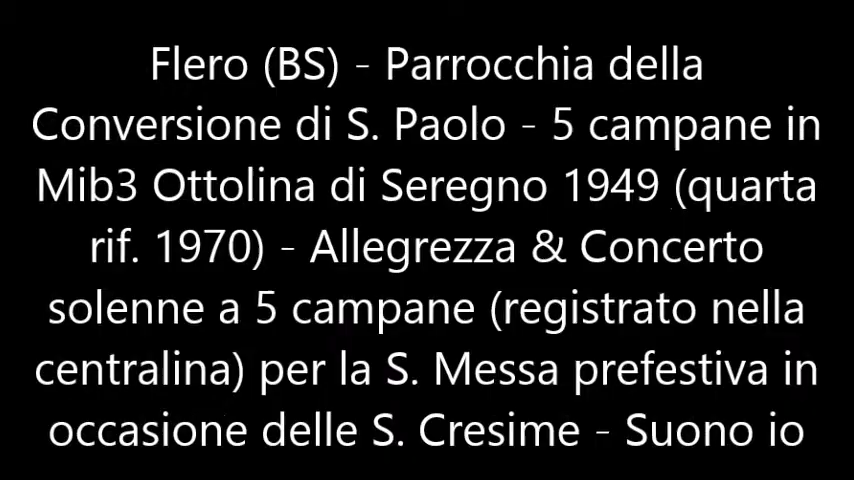 Flero (BS) - Parrocchia della
Conversione di S. Paolo - 5 campane in
Mib3 Ottolina di Seregno 1949 (quarta
rif. 1970) - Allegrezza & Concerto
solenne a 5 campane (registrato nella
centralina) per la S. Messa prefestiva in
occasione delle S. Cresime - Suono io